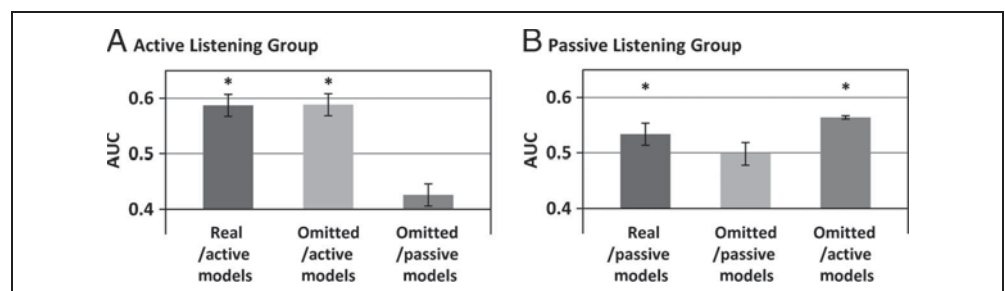 A Active Listening Group
*
*
0.6
0.5
0.4
AUC
Real
/active
models
Omitted
/active
models
Omitted
/passive
models
B Passive Listening Group
*
*
0.6
0.5
0.4
AUC
Real
/passive
models
Omitted
/passive
models
Omitted
/active
models